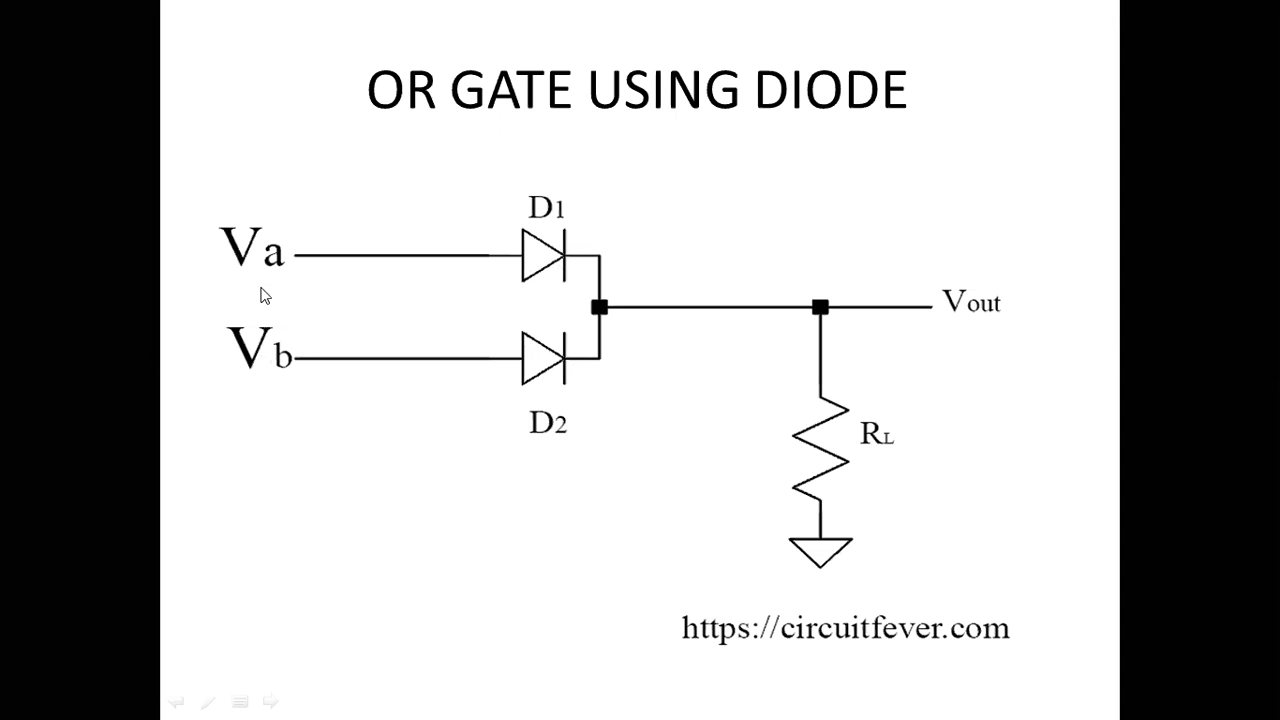 OR GATE USING DIODE
D1
Va
Vout
Vb
D2
RL
https://circuitfever.com